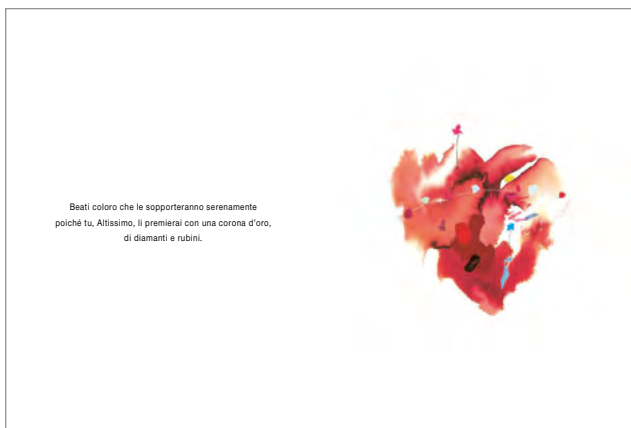 Beati coloro che le sopporteranno serenamente
poiché tu, Altissimo, li premierai con una corona d'oro,
di diamanti e rubini.